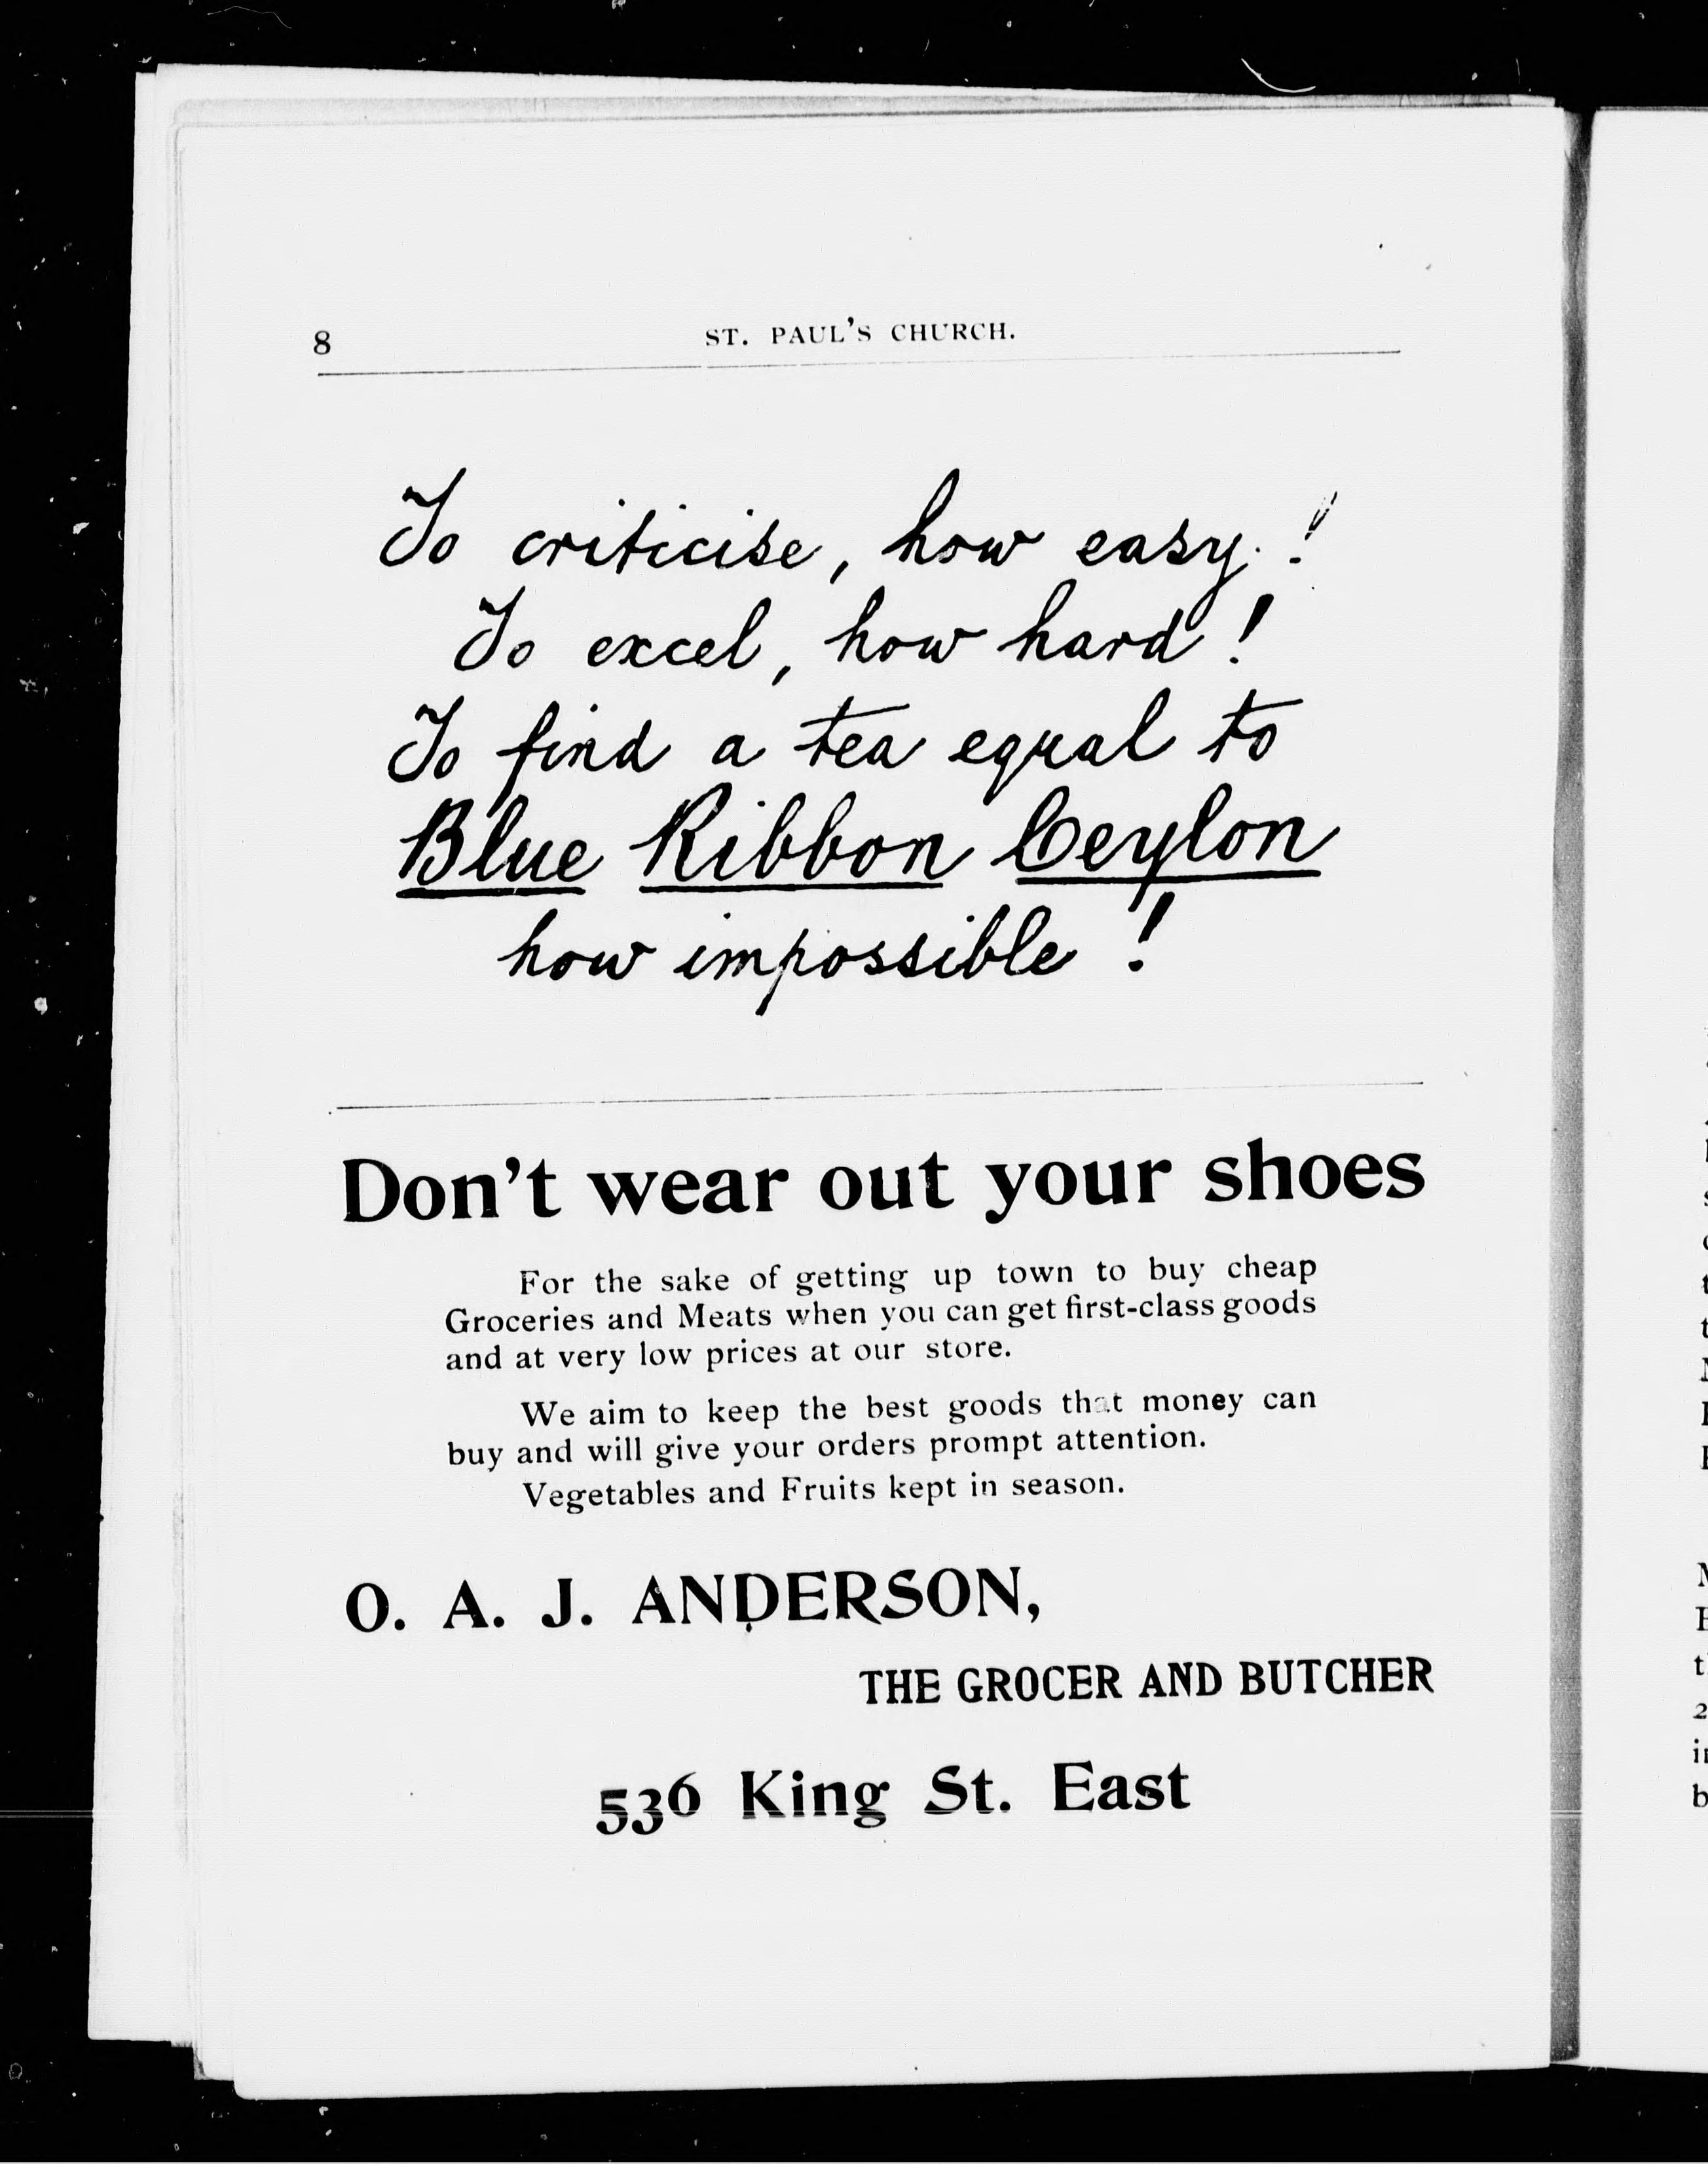 8
ST. PAUL'S CHURCH.
To criticise, how easy!
To excel, how hard!
To find a tea equal to
Blue Ribbon Ceylon
how impossible!
Don't wear out your shoes
For the sake of getting up town to buy cheap
Groceries and Meats when you can get first-class goods
and at very low prices at our store.
We aim to keep the best goods that money can
buy and will give your orders prompt attention.
Vegetables and Fruits kept in season.
O. A. J. ANDERSON,
THE GROCER AND BUTCHER
536 King St. East